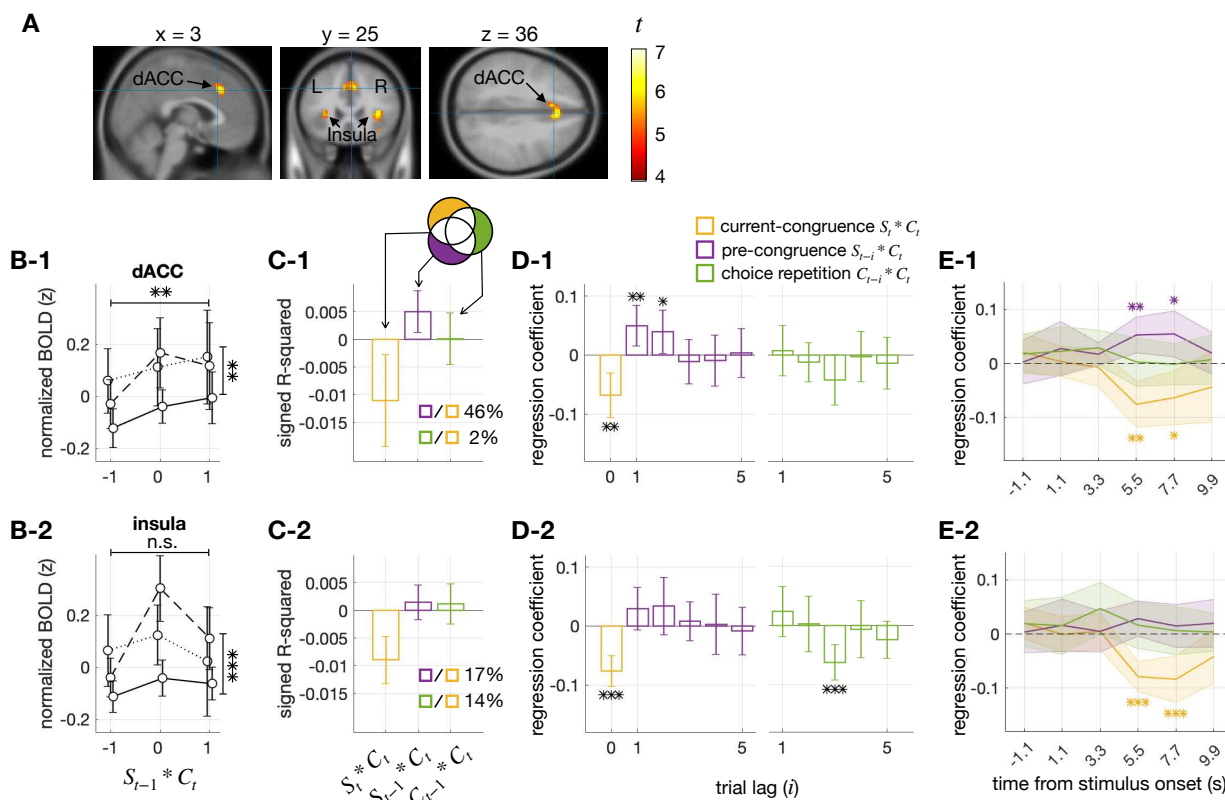 A
x = 3
y = 25
z = 36
t
dACC
L
R
Insula
dACC
7
6
5
4
current-congruence S_t * C_t
pre-congruence S_{t−i} * C_t
choice repetition C_{t−i} * C_t
B-1
dACC
**
**
normalized BOLD (z)
0.2
0
-0.2
-1
0
1
C-1
signed R-squared
0.005
0
-0.005
-0.01
-0.015
/ 46%
/ 2%
D-1
regression coefficient
0.1
0
-0.1
**
**
*
0
1
5
1
5
E-1
regression coefficient
0.1
0
-0.1
**
*
**
*
-1.1
1.1
3.3
5.5
7.7
9.9
B-2
insula
n.s.
***
normalized BOLD (z)
0.2
0
-0.2
-1
0
1
S_{t−1} * C_t
C-2
signed R-squared
0.005
0
-0.005
-0.01
-0.015
/ 17%
/ 14%
S_t * C_t
S_{t−1} * C_t
C_{t−1} * C_t
D-2
regression coefficient
0.1
0
-0.1
***
***
0
1
5
1
5
trial lag (i)
E-2
regression coefficient
0.1
0
-0.1
***
***
-1.1
1.1
3.3
5.5
7.7
9.9
time from stimulus onset (s)